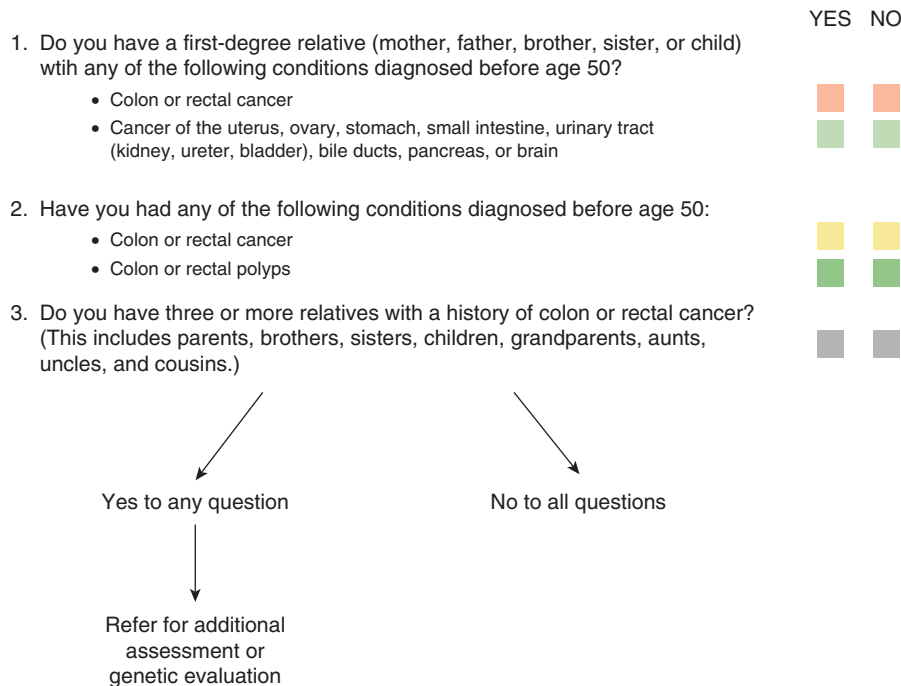 YES NO
1. Do you have a first-degree relative (mother, father, brother, sister, or child)
wtih any of the following conditions diagnosed before age 50?
• Colon or rectal cancer
• Cancer of the uterus, ovary, stomach, small intestine, urinary tract
(kidney, ureter, bladder), bile ducts, pancreas, or brain
2. Have you had any of the following conditions diagnosed before age 50:
• Colon or rectal cancer
• Colon or rectal polyps
3. Do you have three or more relatives with a history of colon or rectal cancer?
(This includes parents, brothers, sisters, children, grandparents, aunts,
uncles, and cousins.)
Yes to any question
No to all questions
Refer for additional
assessment or
genetic evaluation